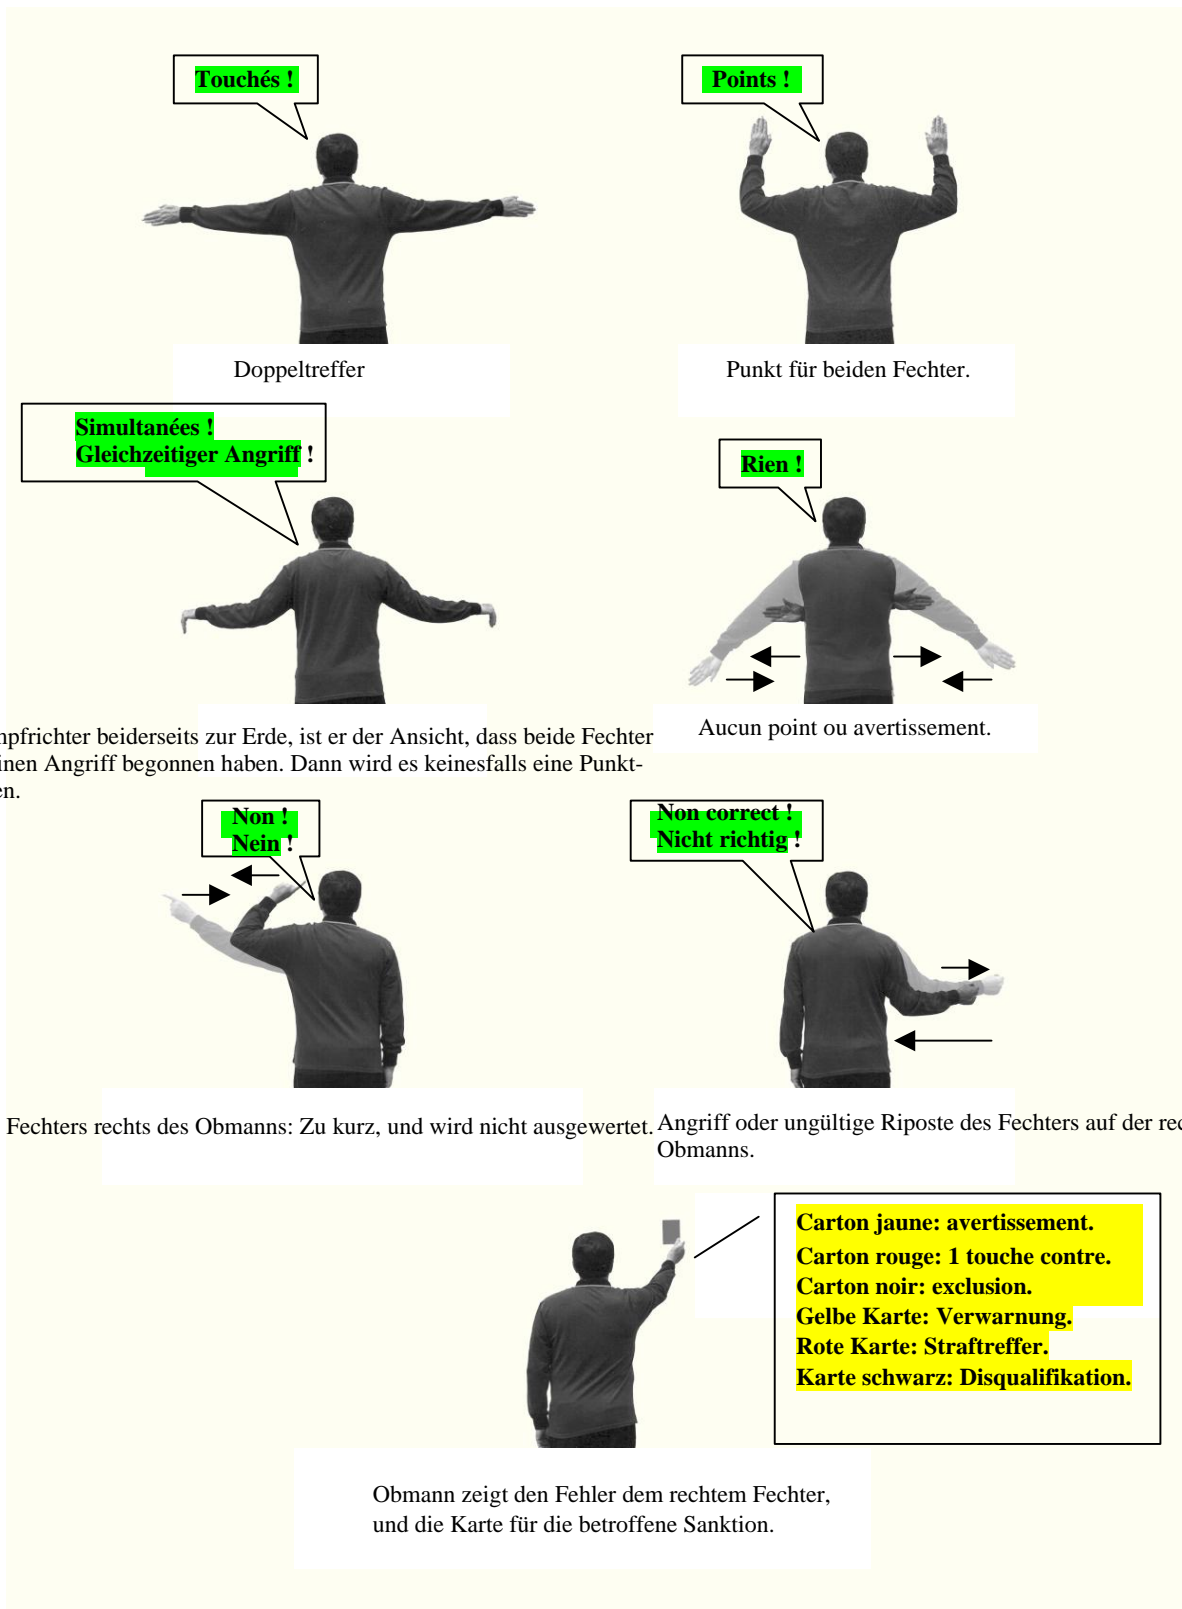 Touchés !
Points !
Doppeltreffer
Punkt für beiden Fechter.
Simultanées !
Gleichzeitiger Angriff !
Rien !
beiderseits zur Erde, ist er der Ansicht, dass beide Fechter
Angriff begonnen haben. Dann wird es keinesfalls eine Punkt-
Aucun point ou avertissement.
Non !
Nein !
Non correct !
Nicht richtig !
Fechters rechts des Obmanns: Zu kurz, und wird nicht ausgewertet.
Angriff oder ungültige Riposte des Fechters auf der
Obmanns.
Carton jaune: avertissement.
Carton rouge: 1 touche contre.
Carton noir: exclusion.
Gelbe Karte: Verwarnung.
Rote Karte: Straftreffer.
Karte schwarz: Disqualifikation.
Obmann zeigt den Fehler dem rechtem Fechter,
und die Karte für die betroffene Sanktion.